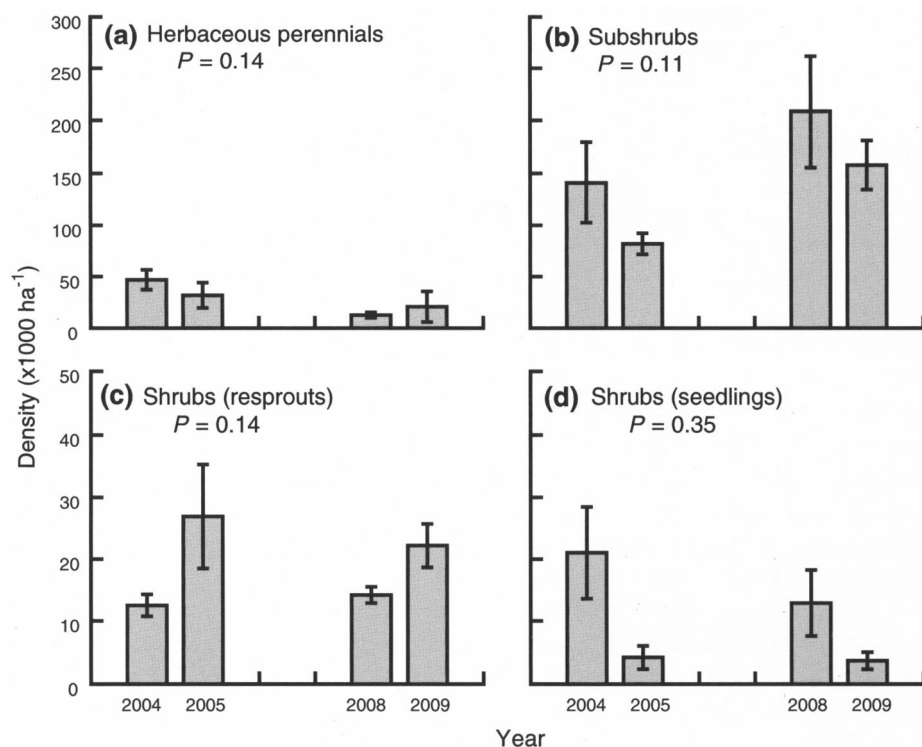 300
250
200
150
100
50
0
(a) Herbaceous perennials
P = 0.14
(b) Subshrubs
P = 0.11
Density (x1000 ha⁻¹)
50
40
30
20
10
0
(c) Shrubs (resprouts)
P = 0.14
(d) Shrubs (seedlings)
P = 0.35
2004 2005 2008 2009 2004 2005 2008 2009
Year